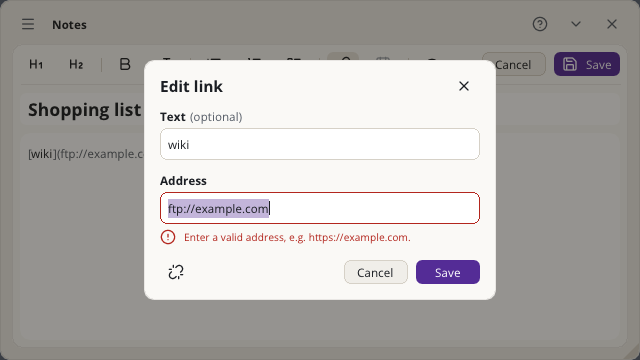 Notes
H1 H2 B Cancel Save
Shopping list
[wiki](ftp://example.c
Edit link
Text (optional)
wiki
Address
ftp://example.com
Enter a valid address, e.g. https://example.com.
Cancel Save